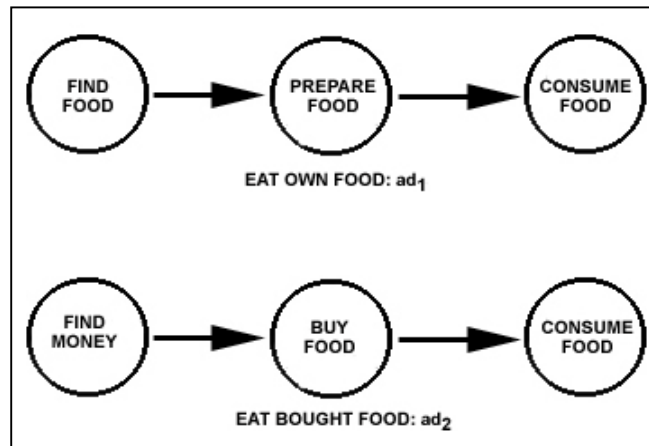 FIND
FOOD
PREPARE
FOOD
CONSUME
FOOD
EAT OWN FOOD: ad1
FIND
MONEY
BUY
FOOD
CONSUME
FOOD
EAT BOUGHT FOOD: ad2